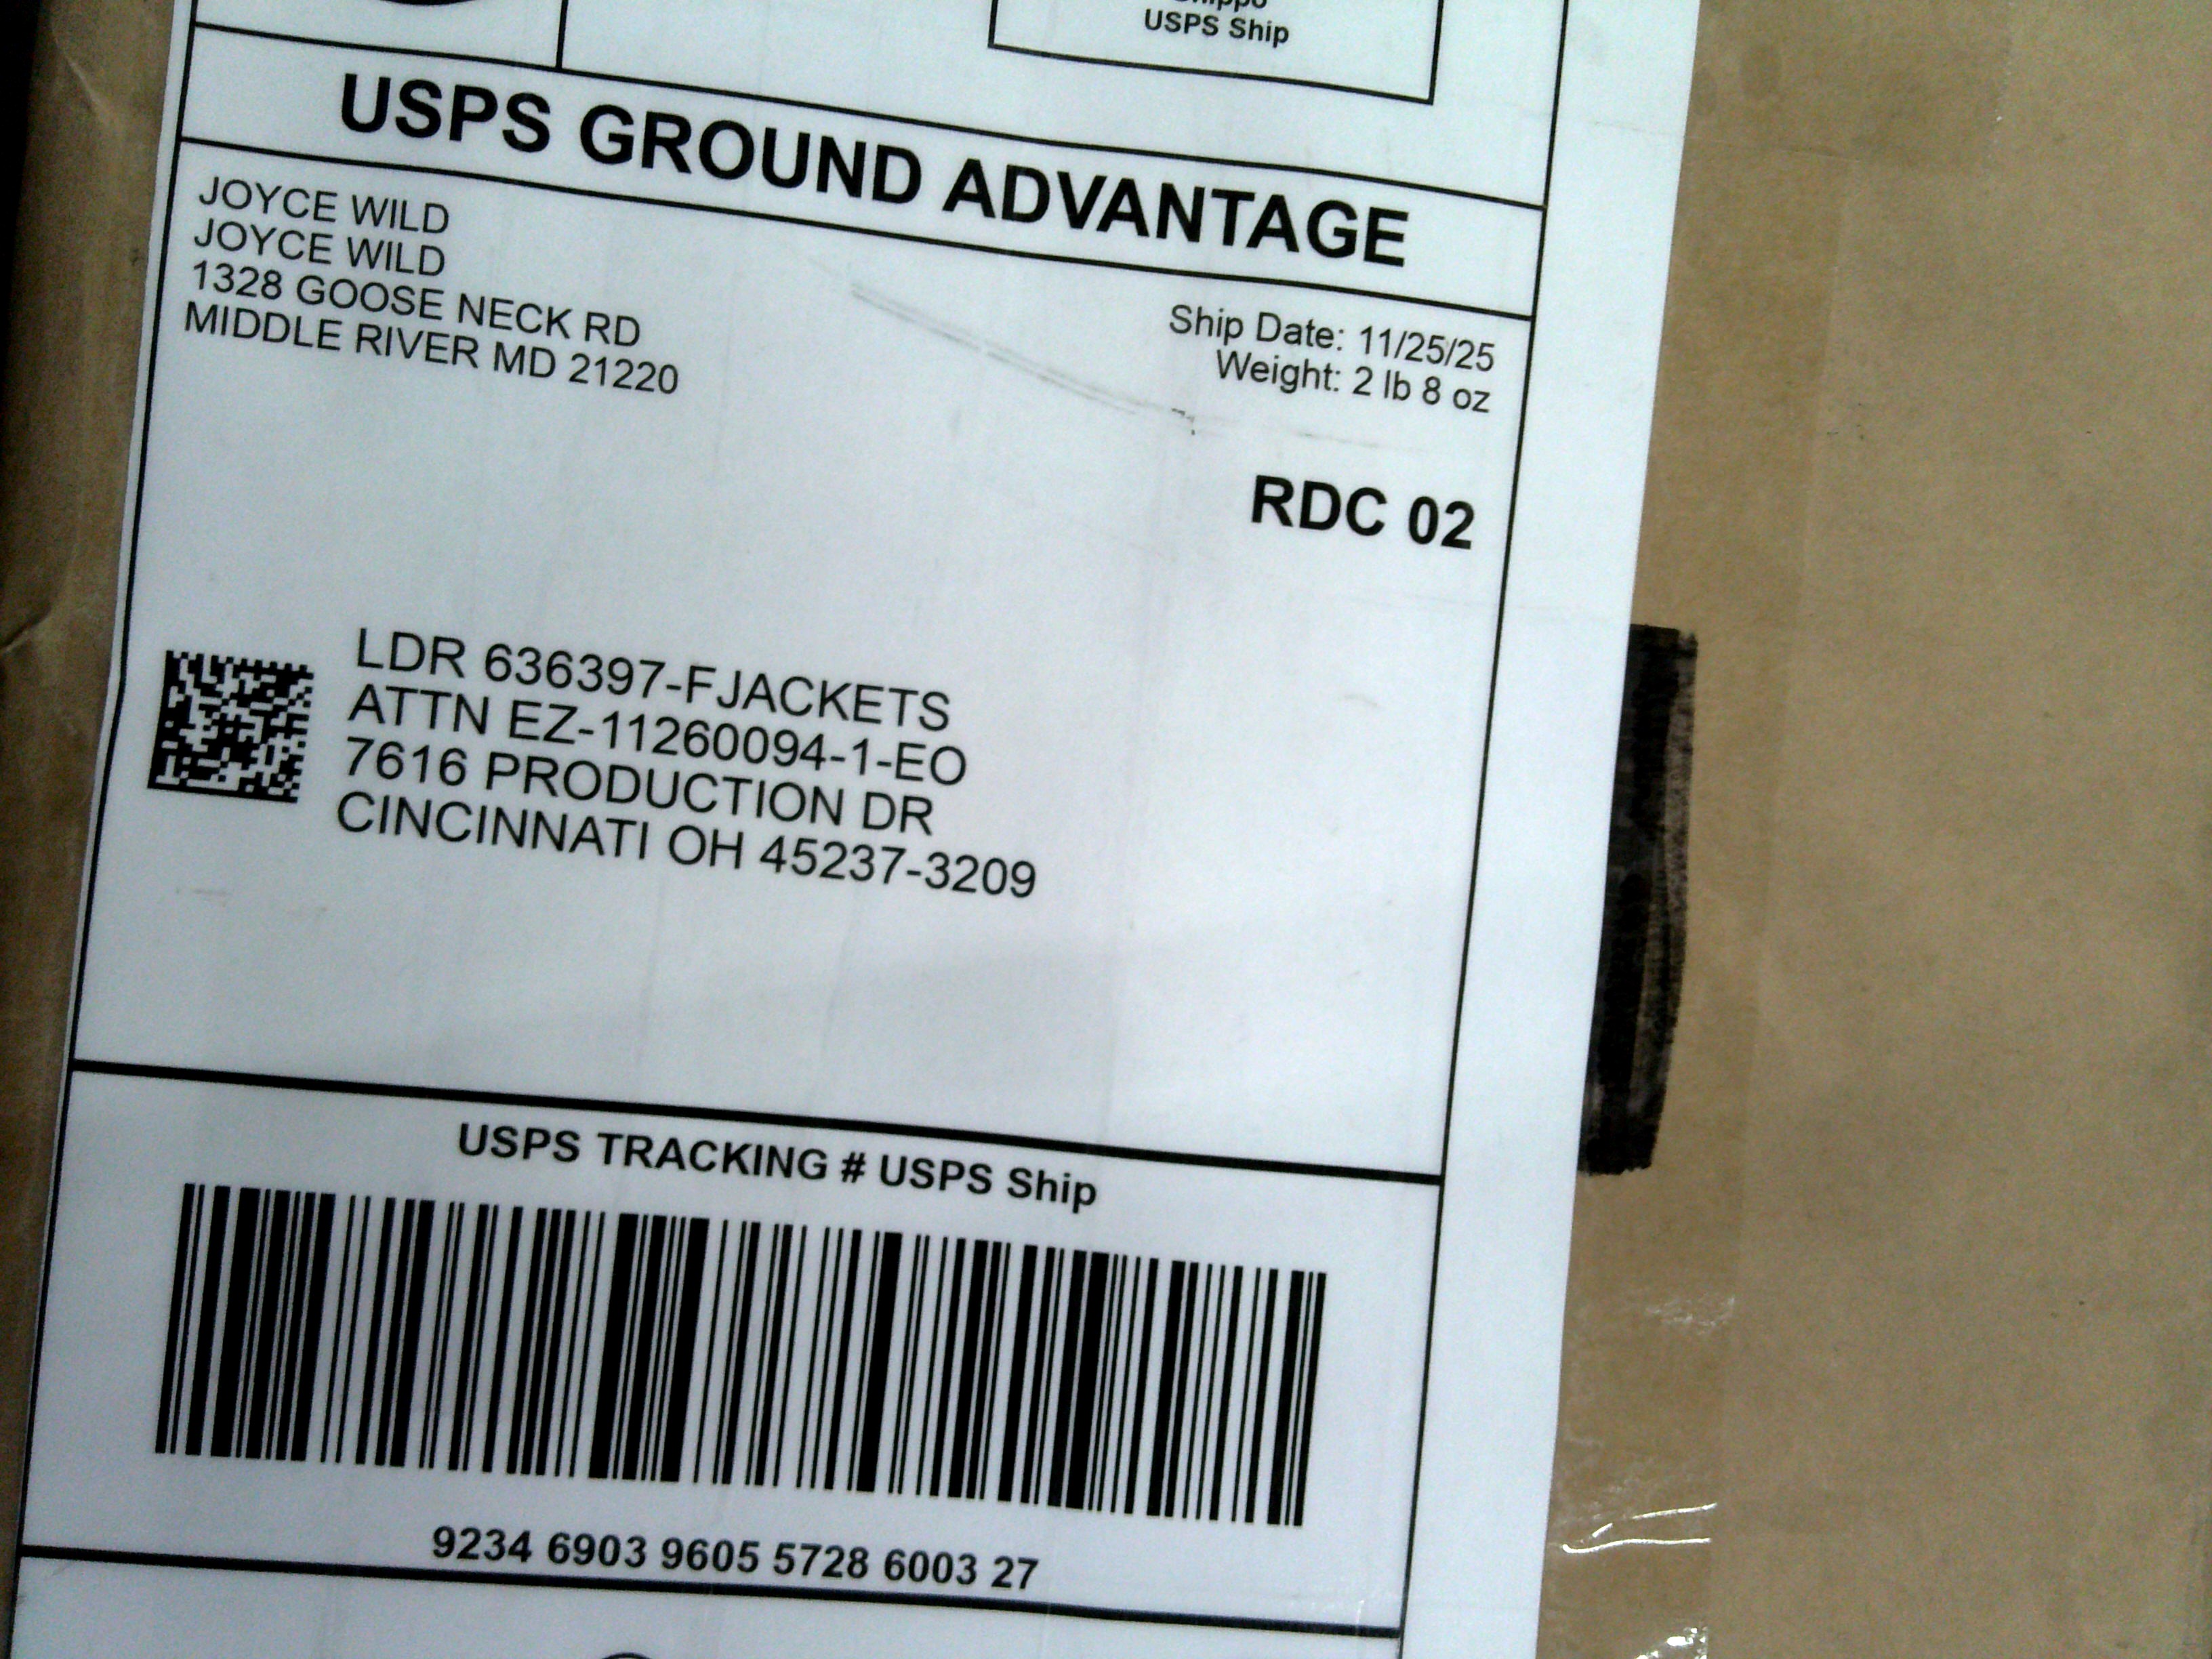 USPS Ship
USPS GROUND ADVANTAGE
JOYCE WILD
JOYCE WILD
1328 GOOSE NECK RD
MIDDLE RIVER MD 21220
Ship Date: 11/25/25
Weight: 2 lb 8 oz
RDC 02
LDR 636397-FJACKETS
ATTN EZ-11260094-1-EO
7616 PRODUCTION DR
CINCINNATI OH 45237-3209
USPS TRACKING # USPS Ship
9234 6903 9605 5728 6003 27